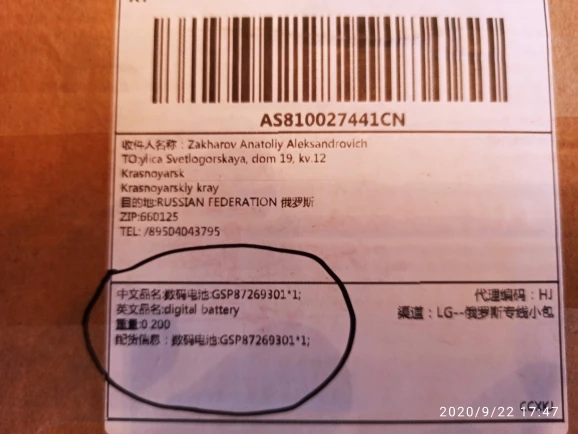 AS810027441CN
收件人名称：Zakharov Anatoliy Aleksandrovich
TO:ylica Svetlogorskaya, dom 19, kv.12
Krasnoyarsk
Krasnoyarskiy kray
目的地:RUSSIAN FEDERATION 俄罗斯
ZIP:660125
TEL: /89504043795
中文品名:数码电池:GSP87269301*1;
英文品名:digital battery
重量:0.200
配货信息：数码电池:GSP87269301*1;
代理编码：HJ
渠道：LG--俄罗斯专线小包
2020/9/22 17:47